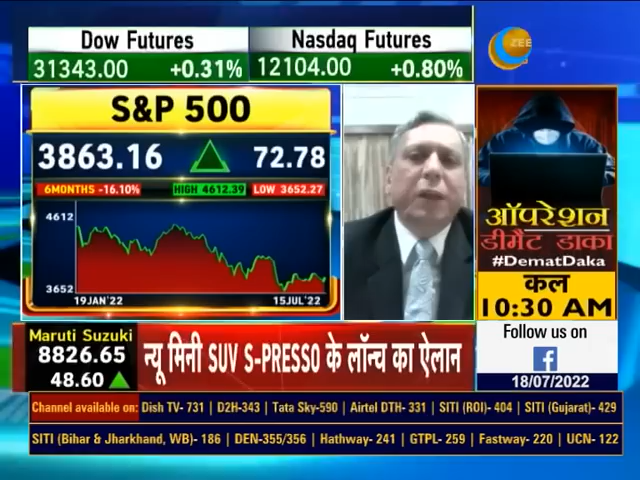 Dow Futures
31343.00 +0.31%
Nasdaq Futures
12104.00 +0.80%
ZEE
S&P 500
3863.16 72.78
6MONTHS -16.10% HIGH 4612.39 LOW 3652.27
4612
3652
19JAN'22 15JUL'22
ऑपरेशन
डीमैट डाका
#DematDaka
कल
10:30 AM
Maruti Suzuki
8826.65
48.60
न्यू मिनी SUV S-PRESSO के लॉन्च का ऐलान
Follow us on
f
18/07/2022
Channel available on: Dish TV- 731 | D2H-343 | Tata Sky-590 | Airtel DTH- 331 | SITI (ROI)- 404 | SITI (Gujarat)- 429
SITI (Bihar & Jharkhand, WB)- 186 | DEN-355/356 | Hathway- 241 | GTPL- 259 | Fastway- 220 | UCN- 122